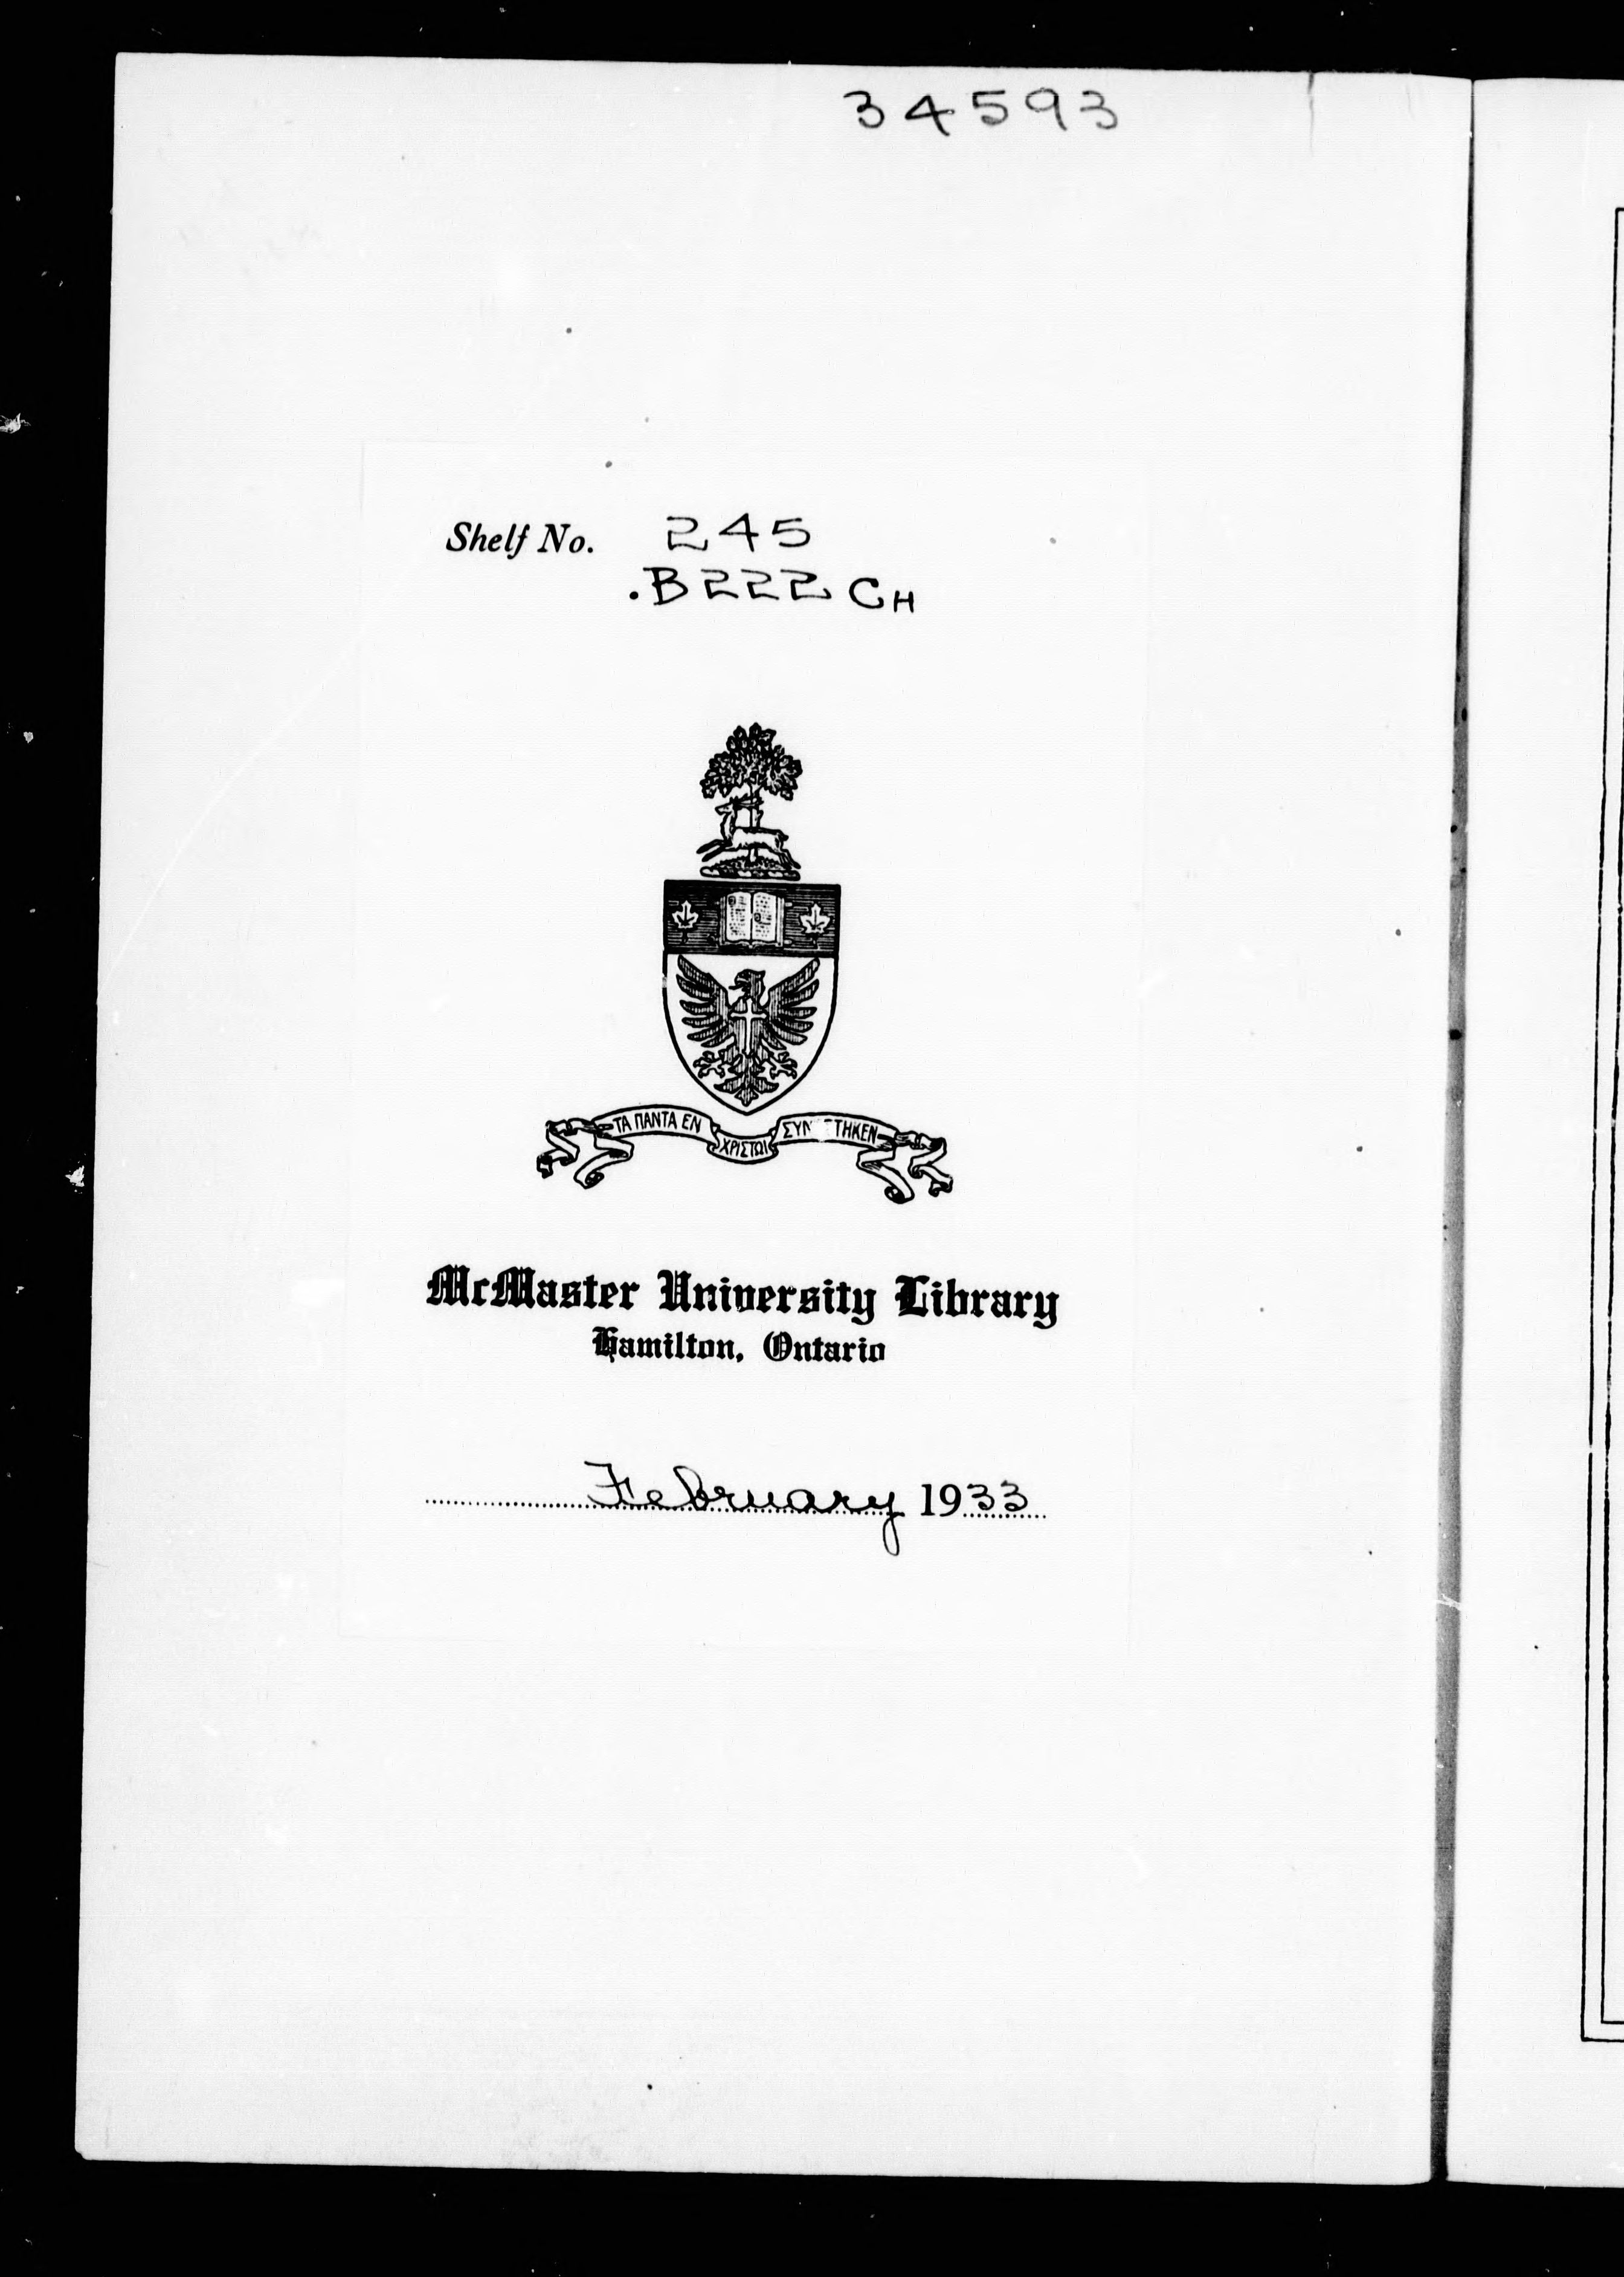 34593
Shelf No. 245
.B222 CH
ΤΑ ΠΑΝΤΑ ΕΝ
ΧΡΙΣΤΩΙ
McMaster University Library
Hamilton, Ontario
February 1933